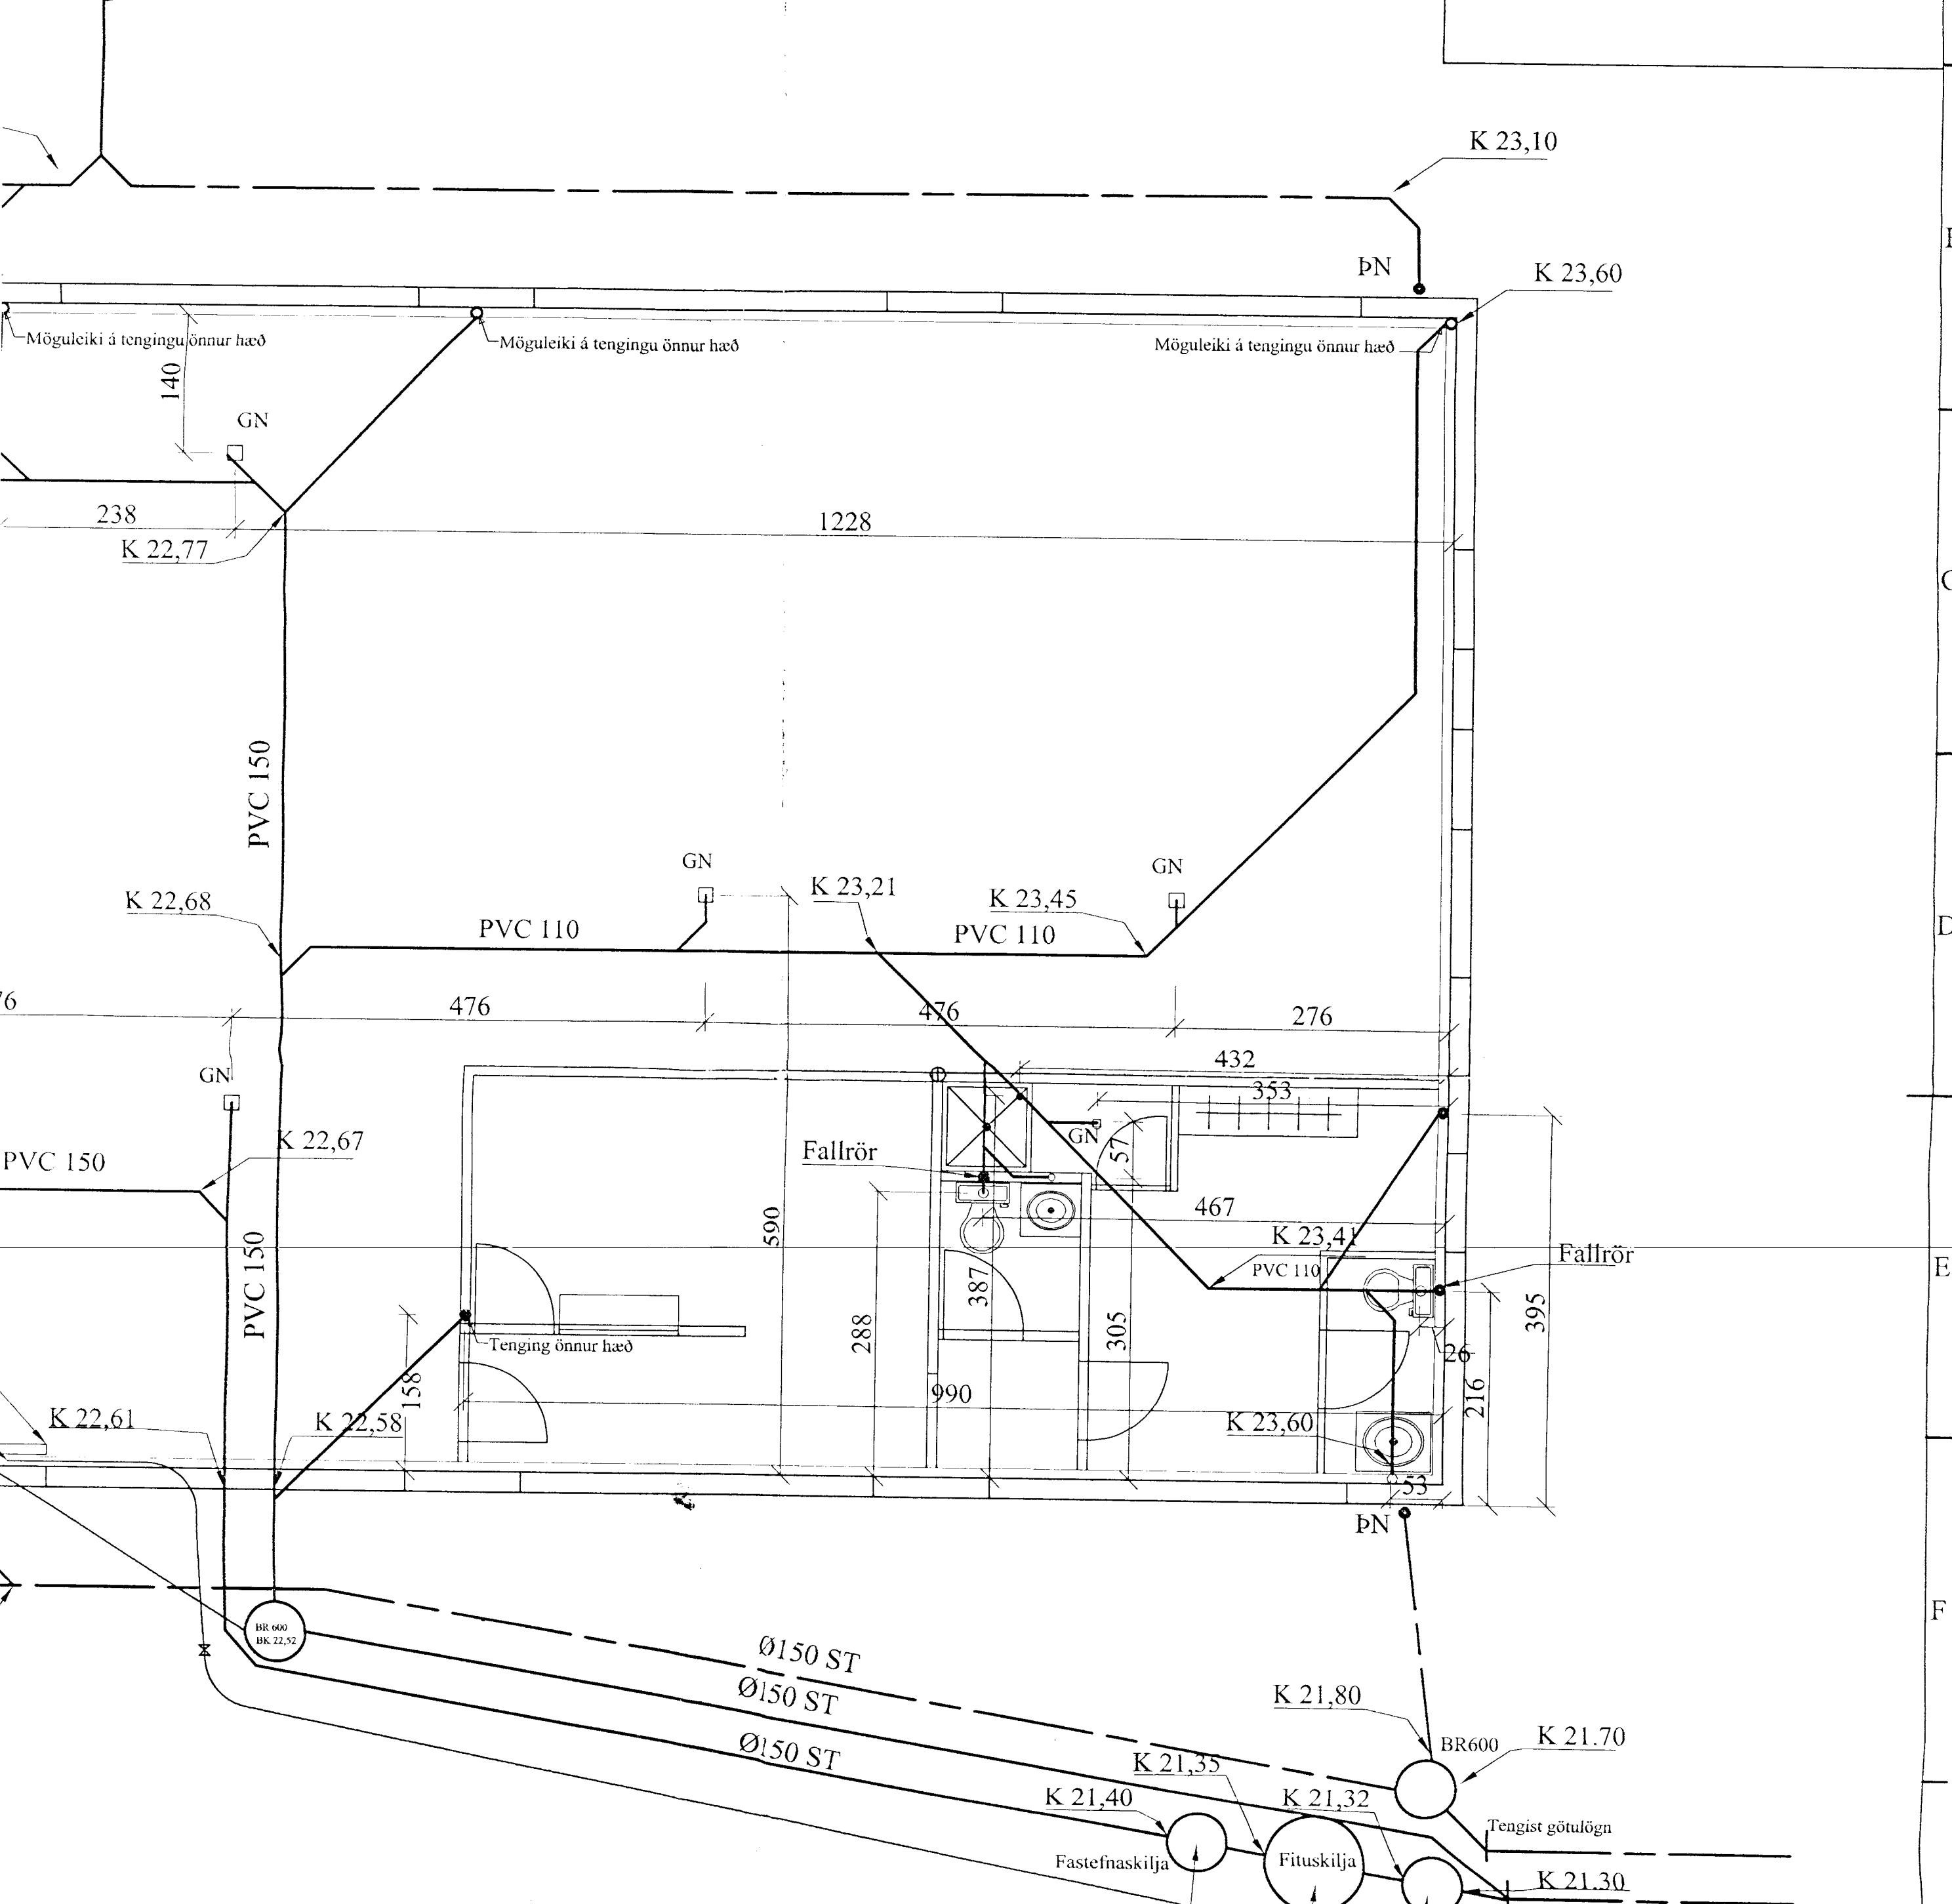 K 23,10
ÞN
K 23,60
Möguleiki á tengingu önnur hæð
Möguleiki á tengingu önnur hæð
Möguleiki á tengingu önnur hæð
140
GN
238
1228
K 22,77
PVC 150
GN
GN
K 23,21
K 22,68
K 23,45
PVC 110
PVC 110
D
476
476
276
432
GN
353
GN
57
K 22,67
PVC 150
Fallrör
467
590
K 23,41
PVC 110
Fallrör
E
PVC 150
387
288
305
395
Tenging önnur hæð
26
158
990
216
K 22,61
K 22,58
K 23,60
53
ÞN
F
BR 600
BK 22,52
Ø150 ST
Ø150 ST
Ø150 ST
K 21,80
BR600
K 21.70
K 21,35
K 21,40
K 21,32
Tengist götulögn
Fastefnaskilja
Fituskilja
K 21.30